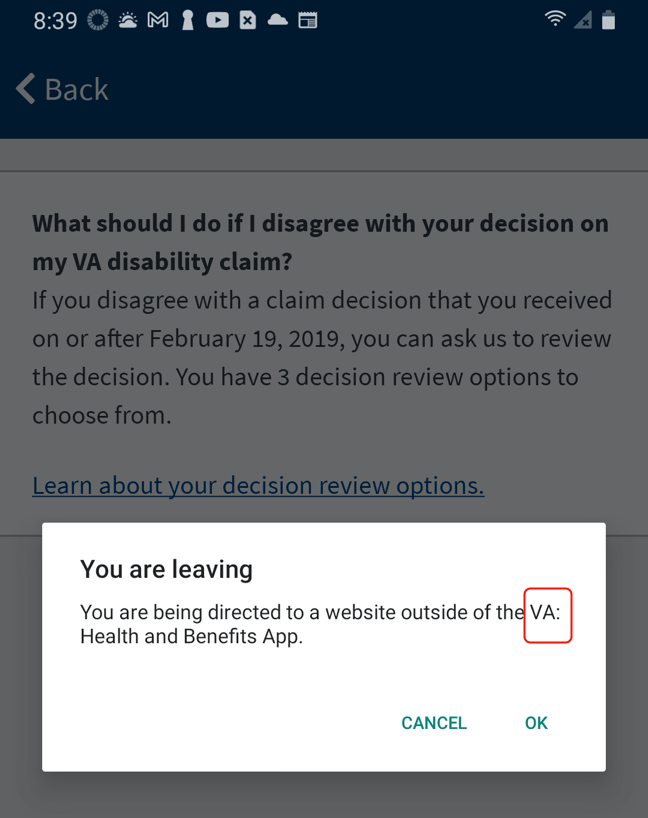 8:39
Back
What should I do if I disagree with your decision on
my VA disability claim?
If you disagree with a claim decision that you received
on or after February 19, 2019, you can ask us to review
the decision. You have 3 decision review options to
choose from.
Learn about your decision review options.
You are leaving
You are being directed to a website outside of the VA:
Health and Benefits App.
CANCEL OK